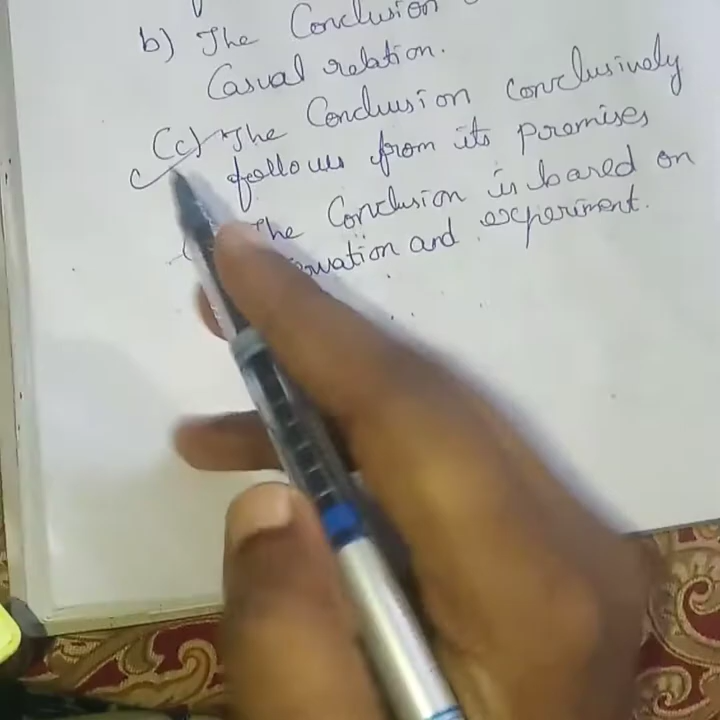 b) The Conclusion
Casual relation.
(c) The Conclusion conclusively
follows from its premises
The Conclusion is based on
and experiment.